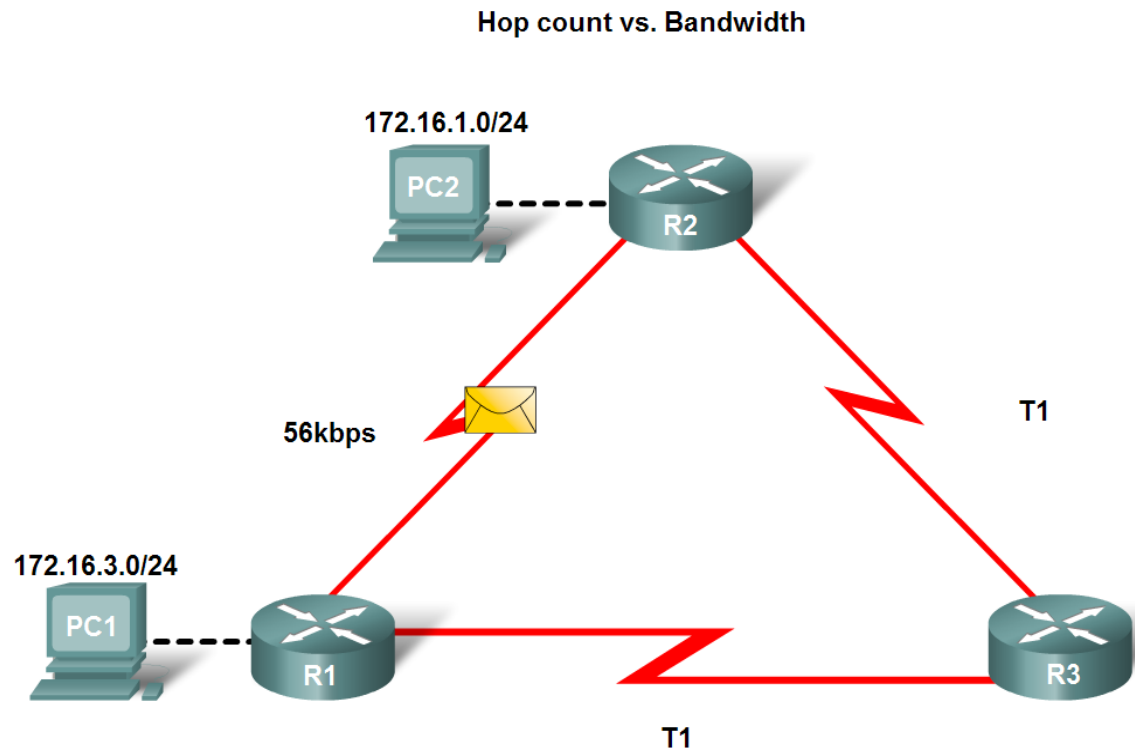 Hop count vs. Bandwidth
172.16.1.0/24
PC2
R2
T1
56kbps
172.16.3.0/24
PC1
R1
R3
T1